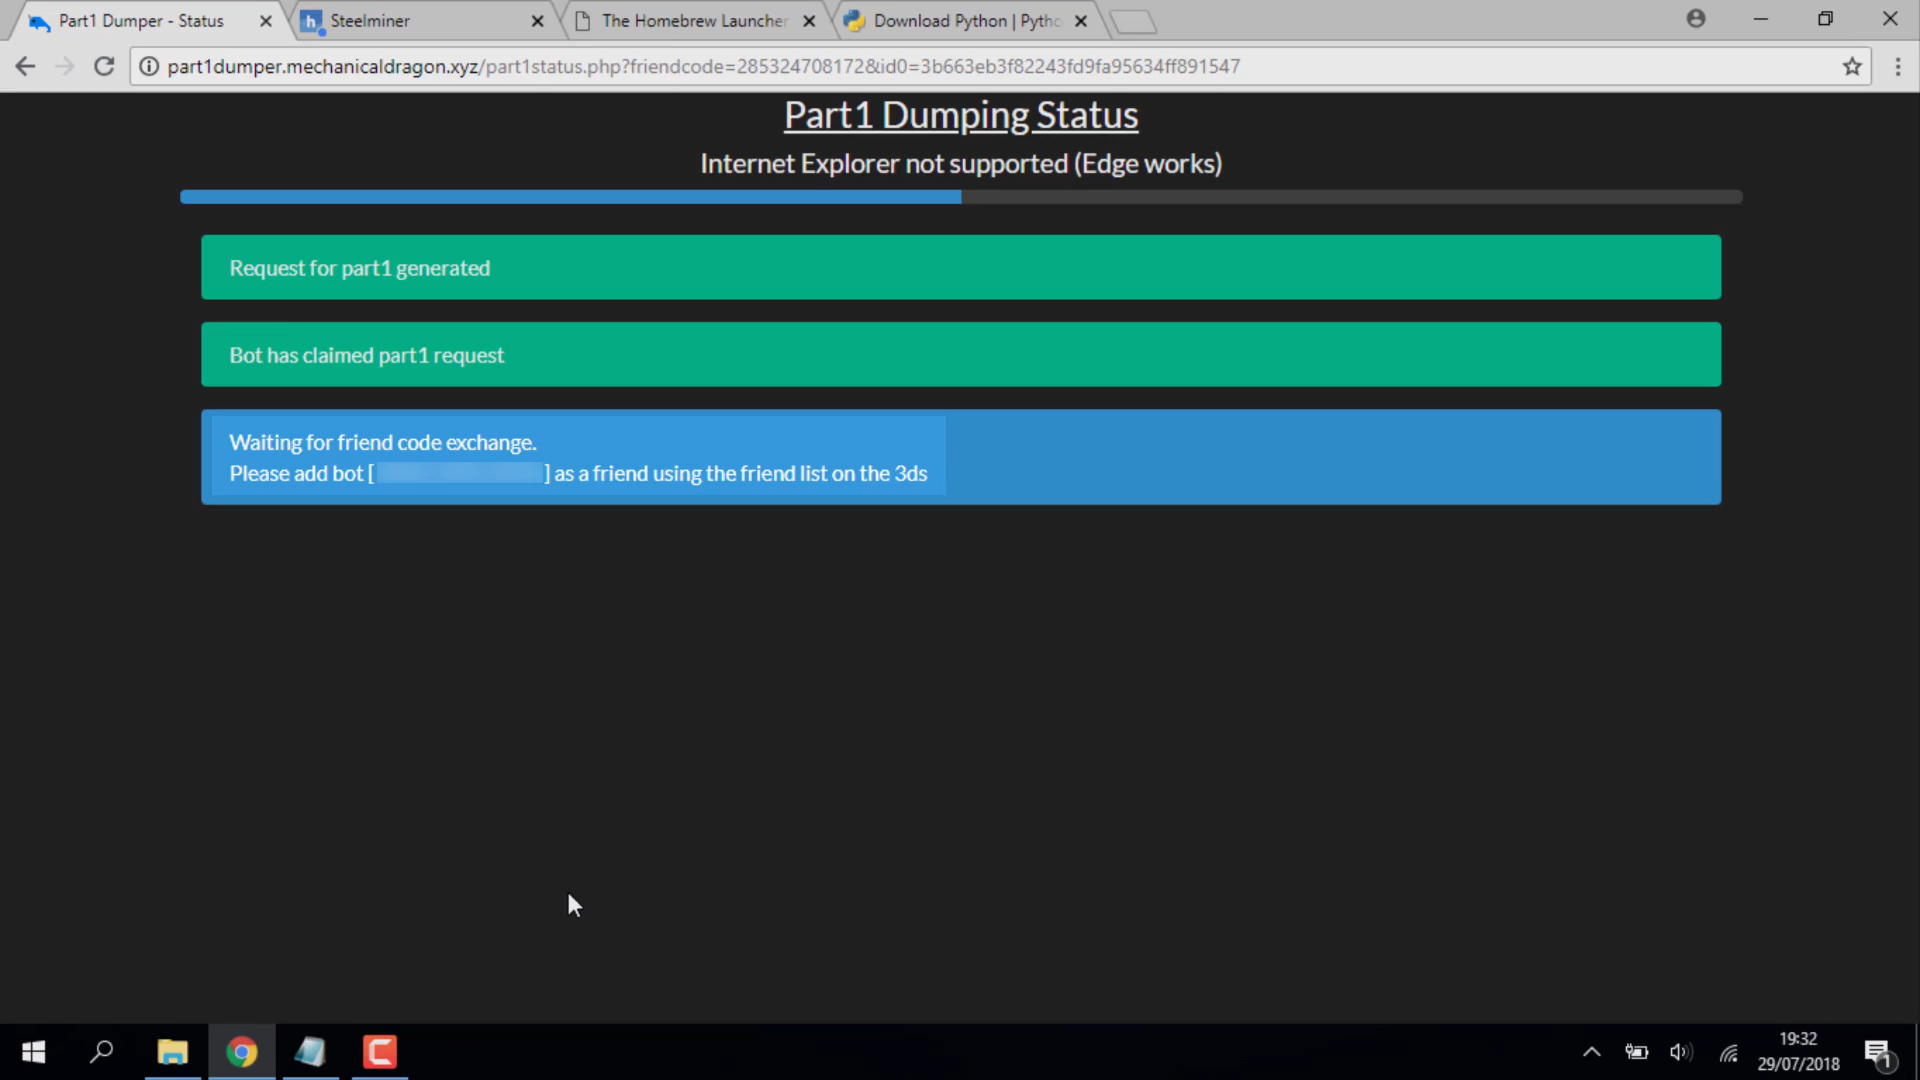 Part1 Dumper - Status
Steelminer
The Homebrew Launcher
Download Python | Pytho
part1dumper.mechanicaldragon.xyz/part1status.php?friendcode=285324708172&id0=3b663eb3f82243fd9fa95634ff891547
Part1 Dumping Status
Internet Explorer not supported (Edge works)
Request for part1 generated
Bot has claimed part1 request
Waiting for friend code exchange.
Please add bot [ ] as a friend using the friend list on the 3ds
19:32
29/07/2018
1